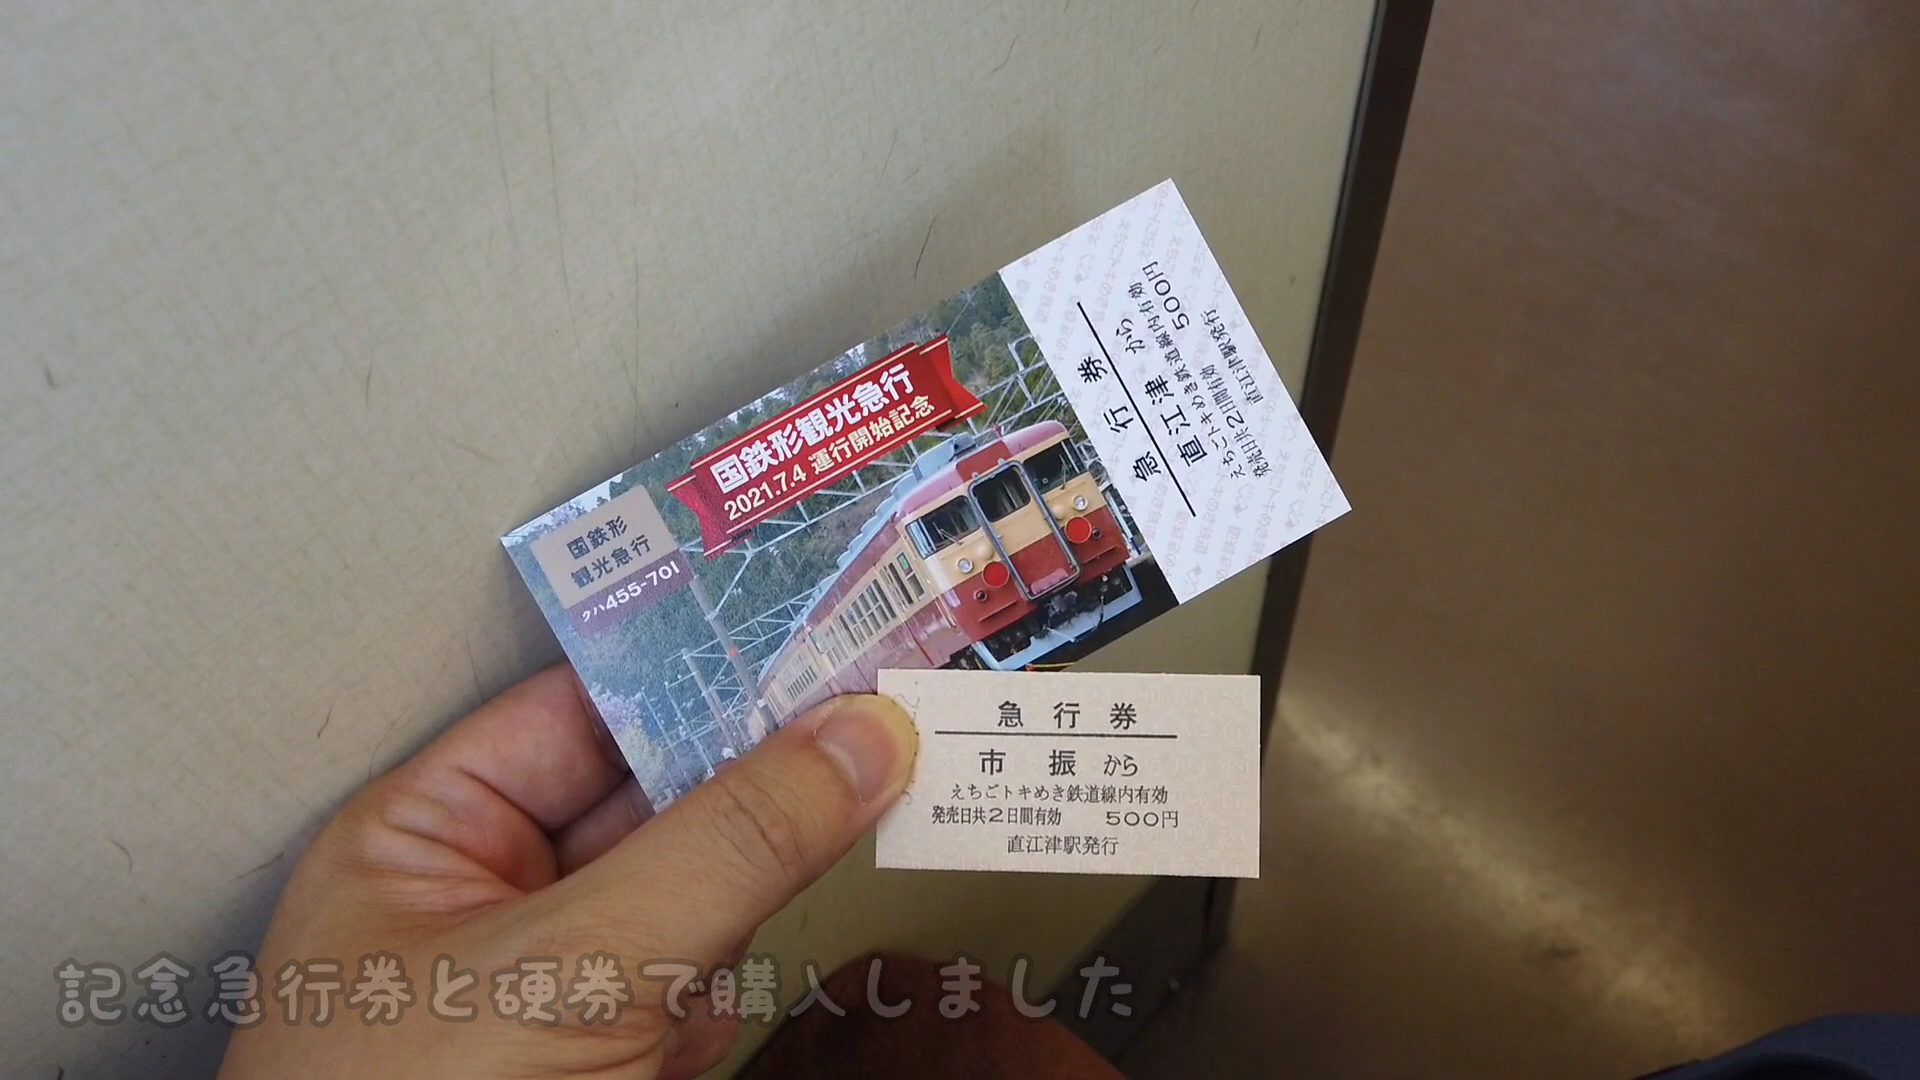 国鉄形観光急行
2021.7.4 運行開始記念
国鉄形
観光急行
クハ455-701
急行券
直江津 から
えちごトキめき鉄道線内有効
発売日共2日間有効 500円
直江津駅発行
急行券
市振から
えちごトキめき鉄道線内有効
発売日共2日間有効 500円
直江津駅発行
記念急行券と硬券で購入しました